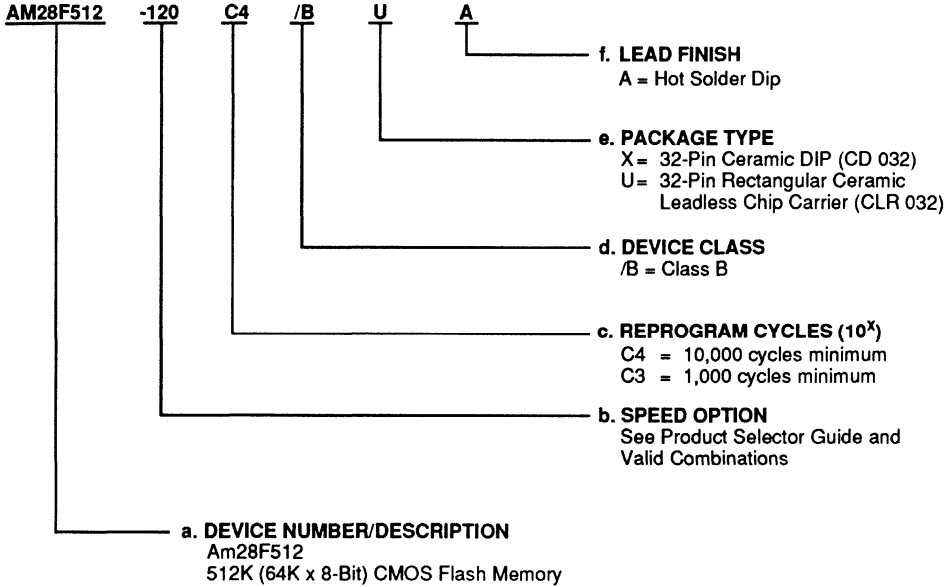 AM28F512 -120 C4 /B U A
f. LEAD FINISH
A = Hot Solder Dip
e. PACKAGE TYPE
X = 32-Pin Ceramic DIP (CD 032)
U = 32-Pin Rectangular Ceramic
Leadless Chip Carrier (CLR 032)
d. DEVICE CLASS
/B = Class B
c. REPROGRAM CYCLES (10ˣ)
C4 = 10,000 cycles minimum
C3 = 1,000 cycles minimum
b. SPEED OPTION
See Product Selector Guide and
Valid Combinations
a. DEVICE NUMBER/DESCRIPTION
Am28F512
512K (64K x 8-Bit) CMOS Flash Memory